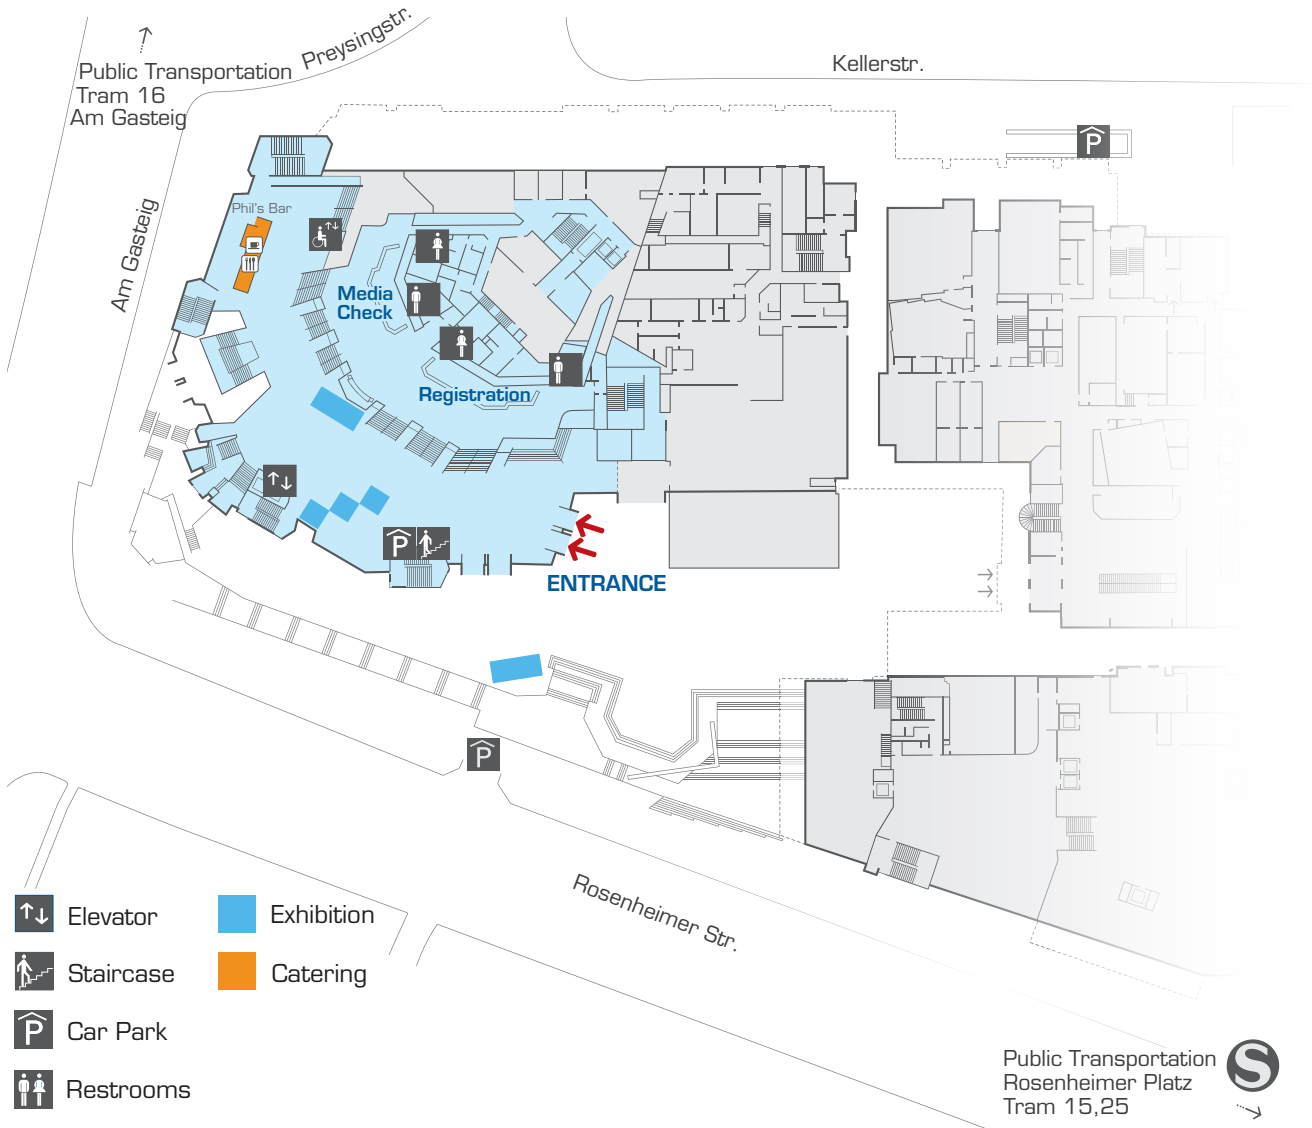 Preysingstr.
Kellerstr.
Public Transportation
Tram 16
Am Gasteig
P
Am Gasteig
Phil's Bar
Media
Check
Registration
P
ENTRANCE
P
Rosenheimer Str.
Elevator
Exhibition
Staircase
Catering
P
Car Park
Restrooms
Public Transportation
Rosenheimer Platz
Tram 15,25
S